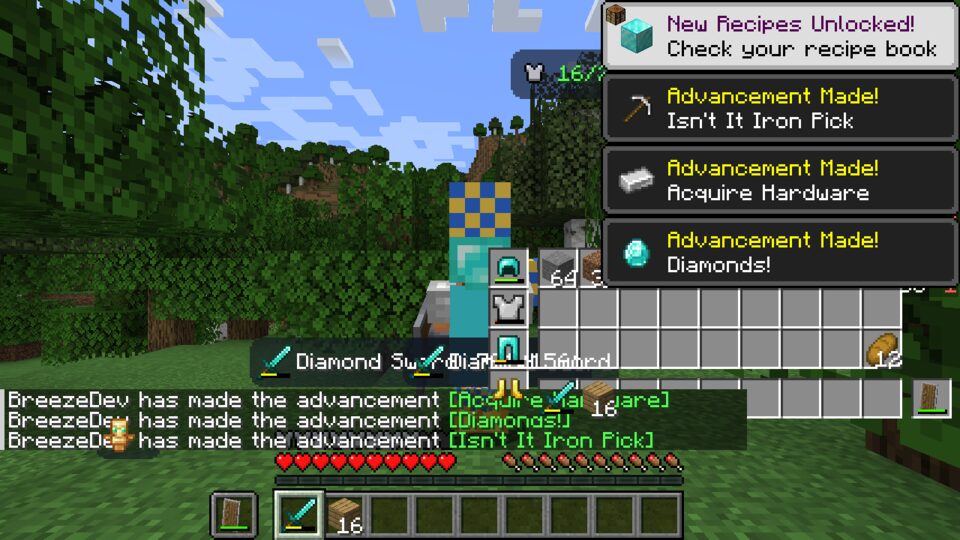 New Recipes Unlocked!
Check your recipe book
16/
Advancement Made!
Isn't It Iron Pick
Advancement Made!
Acquire Hardware
Advancement Made!
Diamonds!
64
12
Diamond
BreezeDev has made the advancement [Acquire Hardware]
16
BreezeDev has made the advancement [Diamonds!]
BreezeDev has made the advancement [Isn't It Iron Pick]
16